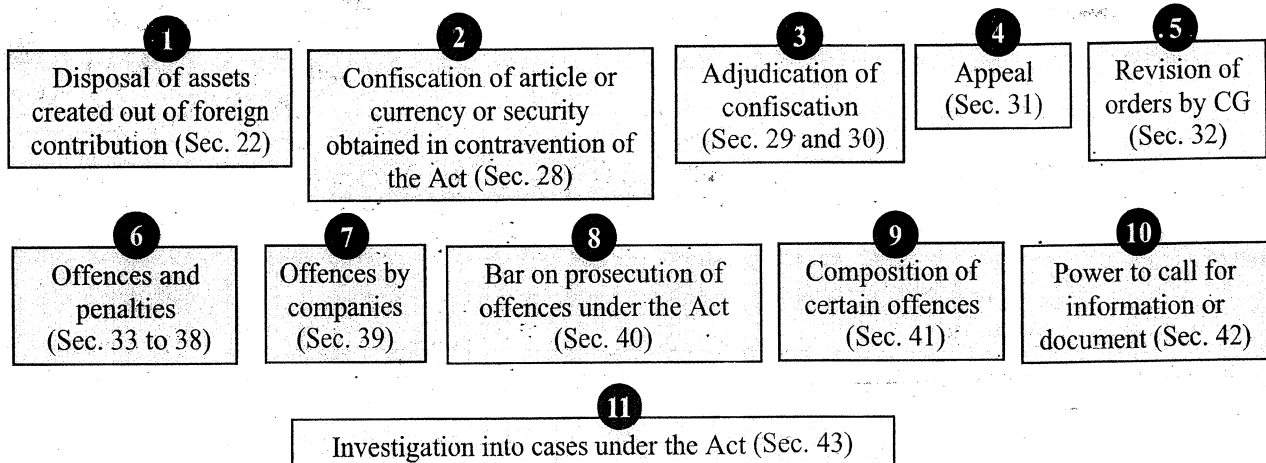 1
Disposal of assets
created out of foreign
contribution (Sec. 22)
2
Confiscation of article or
currency or security
obtained in contravention of
the Act (Sec. 28)
3
Adjudication of
confiscation
(Sec. 29 and 30)
4
Appeal
(Sec. 31)
5
Revision of
orders by CG
(Sec. 32)
6
Offences and
penalties
(Sec. 33 to 38)
7
Offences by
companies
(Sec. 39)
8
Bar on prosecution of
offences under the Act
(Sec. 40)
9
Composition of
certain offences
(Sec. 41)
10
Power to call for
information or
document (Sec. 42)
11
Investigation into cases under the Act (Sec. 43)